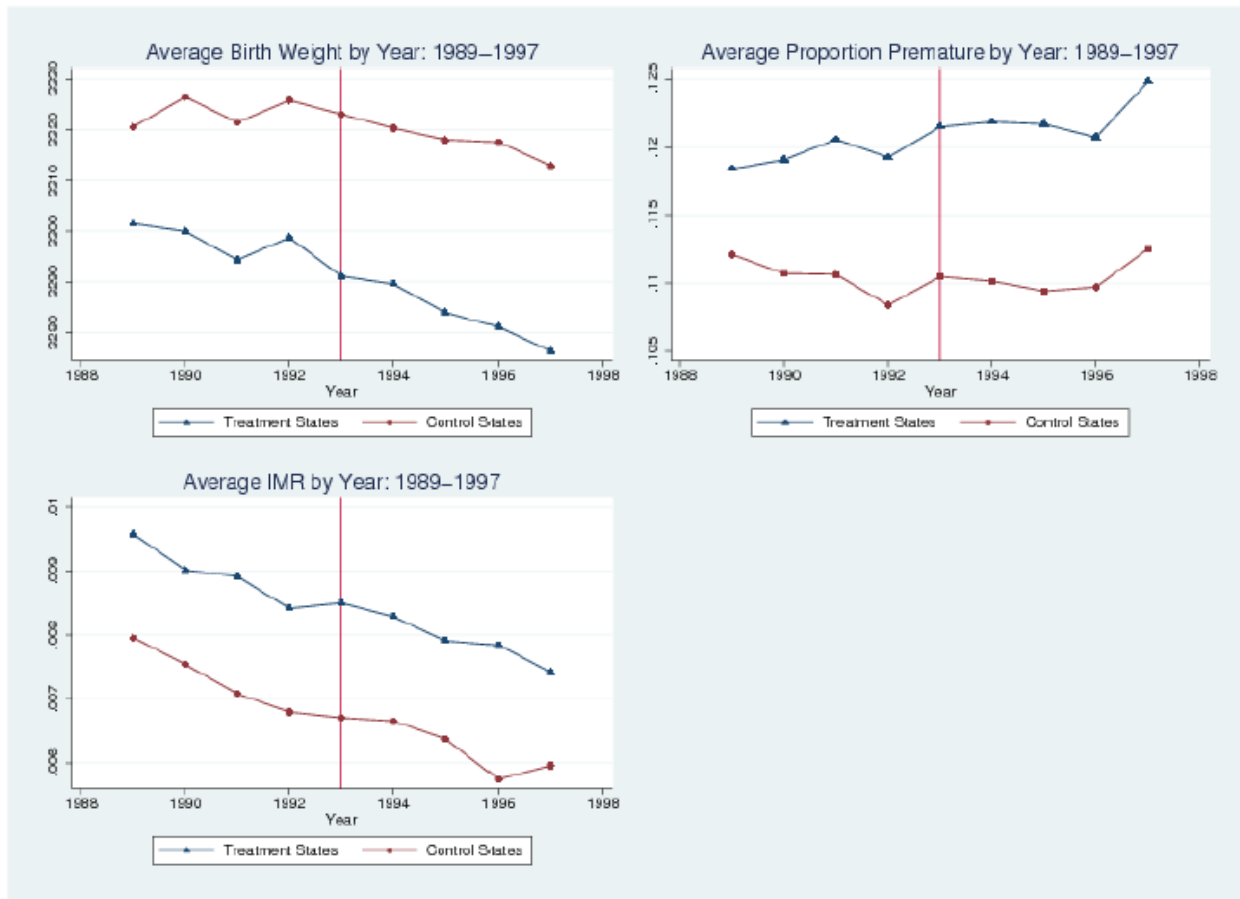 Average Birth Weight by Year: 1989–1997
1988 1990 1992 1994 1996 1998
Year
Treatment States Control States
Average Proportion Premature by Year: 1989–1997
.125
.12
.115
.11
.105
1988 1990 1992 1994 1996 1998
Year
Treatment States Control States
Average IMR by Year: 1989–1997
.01
.009
.008
.007
.006
1988 1990 1992 1994 1996 1998
Year
Treatment States Control States